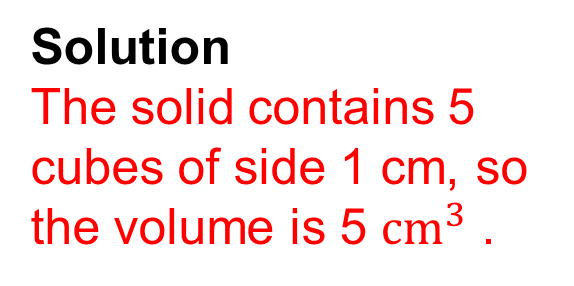 Solution
The solid contains 5
cubes of side 1 cm, so
the volume is 5 cm³ .